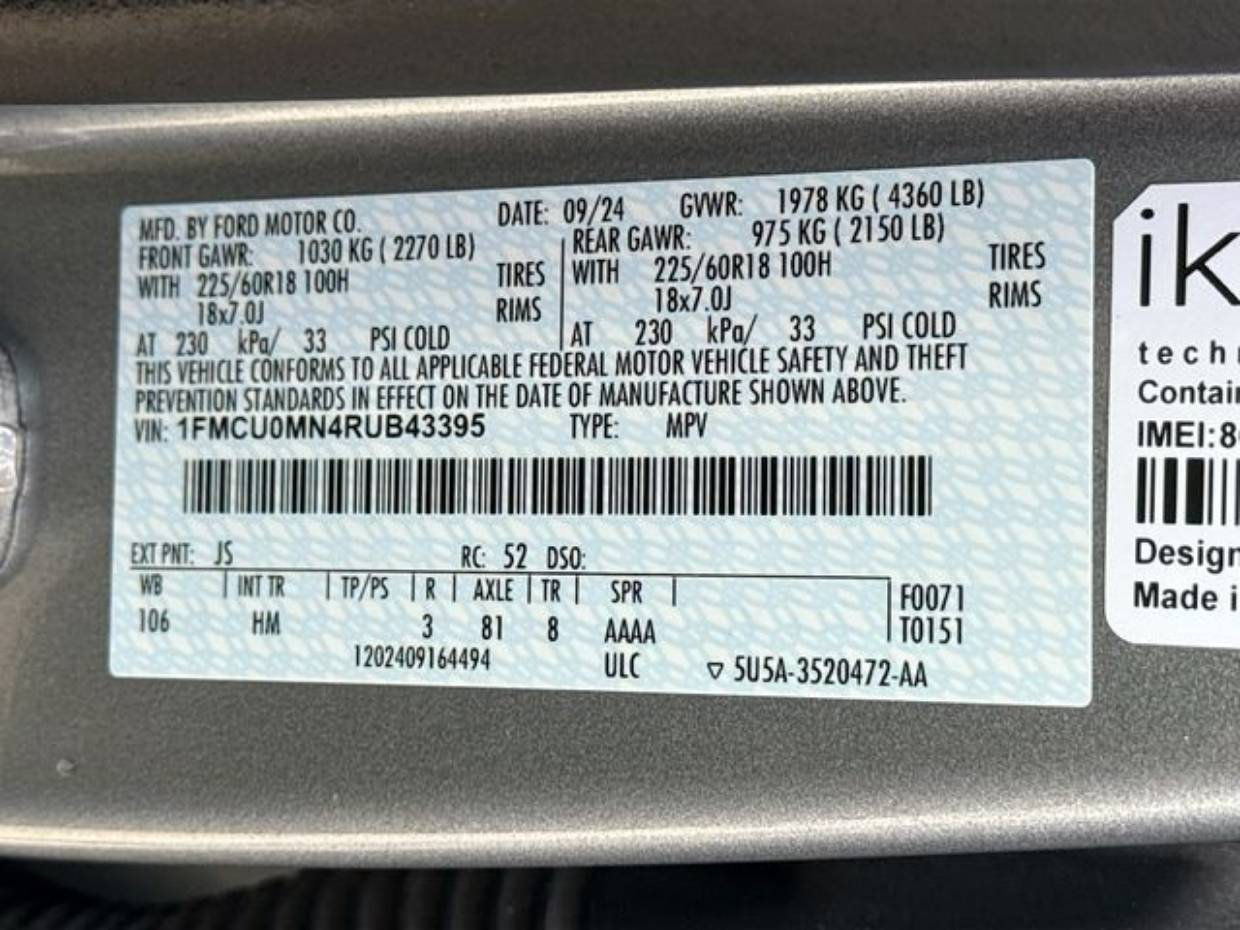 MFD. BY FORD MOTOR CO. DATE: 09/24 GVWR: 1978 KG ( 4360 LB)
FRONT GAWR: 1030 KG ( 2270 LB) REAR GAWR: 975 KG ( 2150 LB)
WITH 225/60R18 100H TIRES WITH 225/60R18 100H TIRES
18x7.0J RIMS 18x7.0J RIMS
AT 230 kPa/ 33 PSI COLD AT 230 kPa/ 33 PSI COLD
THIS VEHICLE CONFORMS TO ALL APPLICABLE FEDERAL MOTOR VEHICLE SAFETY AND THEFT
PREVENTION STANDARDS IN EFFECT ON THE DATE OF MANUFACTURE SHOWN ABOVE.
VIN: 1FMCU0MN4RUB43395 TYPE: MPV
EXT PNT: JS RC: 52 DSO:
WB INT TR TP/PS R AXLE TR SPR F0071
106 HM 3 81 8 AAAA T0151
1202409164494 ULC ▽ 5U5A-3520472-AA
ik
tech
Contain
IMEI:8
Design
Made i